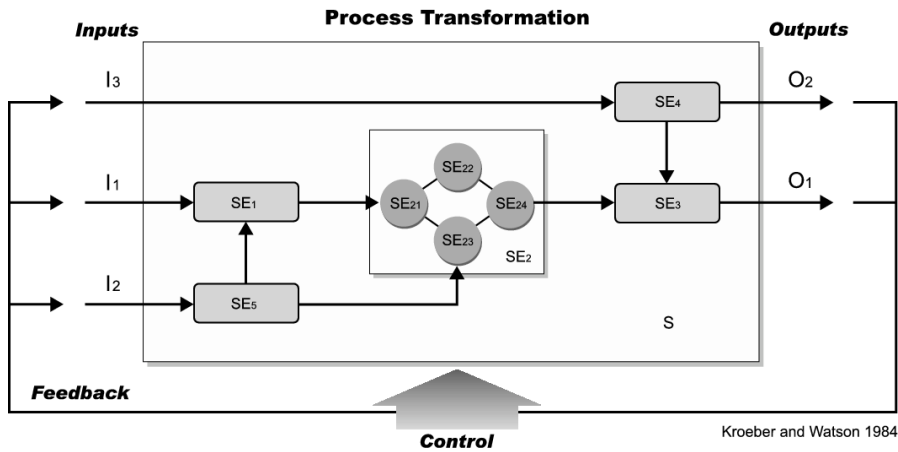 Process Transformation
Inputs
Outputs
I3
SE4
O2
SE22
I1
SE1
SE21
SE24
SE3
O1
SE23
SE2
I2
SE5
S
Feedback
Control
Kroeber and Watson 1984